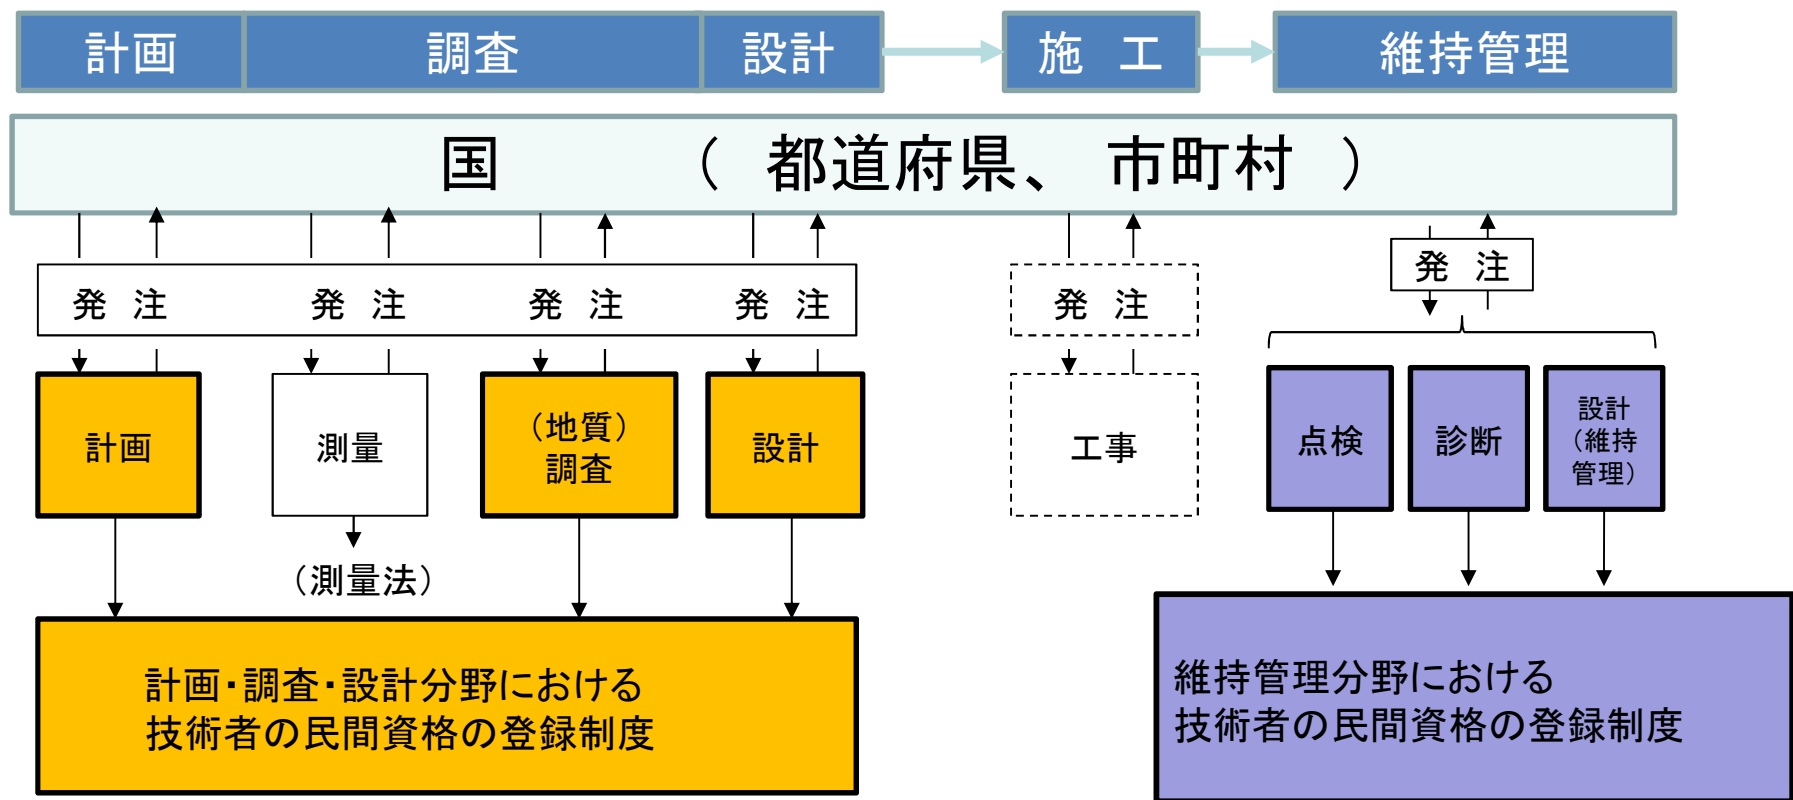 計画 調査 設計 施 工 維持管理
国 （ 都道府県、 市町村 ）
発 注 発 注 発 注 発 注 発 注 発 注
計画
測量
（地質）
調査
設計
工事
点検
診断
設計
（維持
管理）
（測量法）
計画・調査・設計分野における
技術者の民間資格の登録制度
維持管理分野における
技術者の民間資格の登録制度